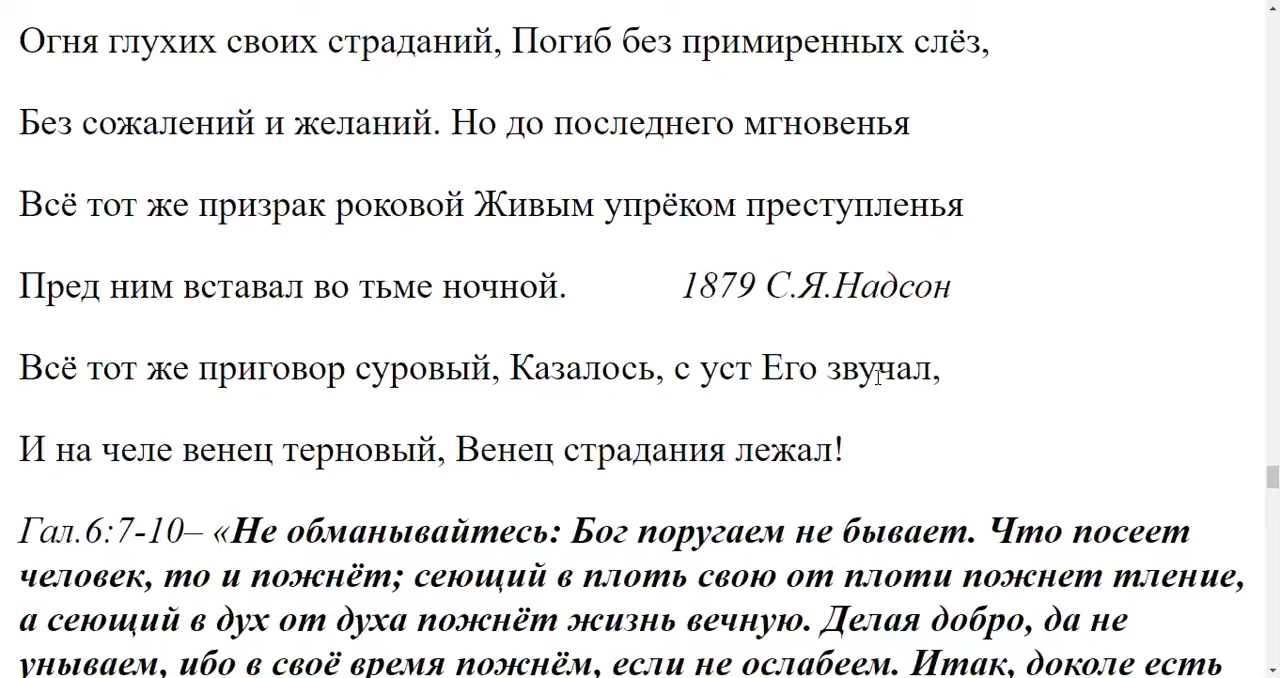 Огня глухих своих страданий, Погиб без примиренных слёз,
Без сожалений и желаний. Но до последнего мгновенья
Всё тот же призрак роковой Живым упрёком преступленья
Пред ним вставал во тьме ночной. 1879 С.Я.Надсон
Всё тот же приговор суровый, Казалось, с уст Его звучал,
И на челе венец терновый, Венец страдания лежал!
Гал.6:7-10– «Не обманывайтесь: Бог поругаем не бывает. Что посеет
человек, то и пожнёт; сеющий в плоть свою от плоти пожнет тление,
а сеющий в дух от духа пожнёт жизнь вечную. Делая добро, да не
унываем, ибо в своё время пожнём, если не ослабеем. Итак, доколе есть